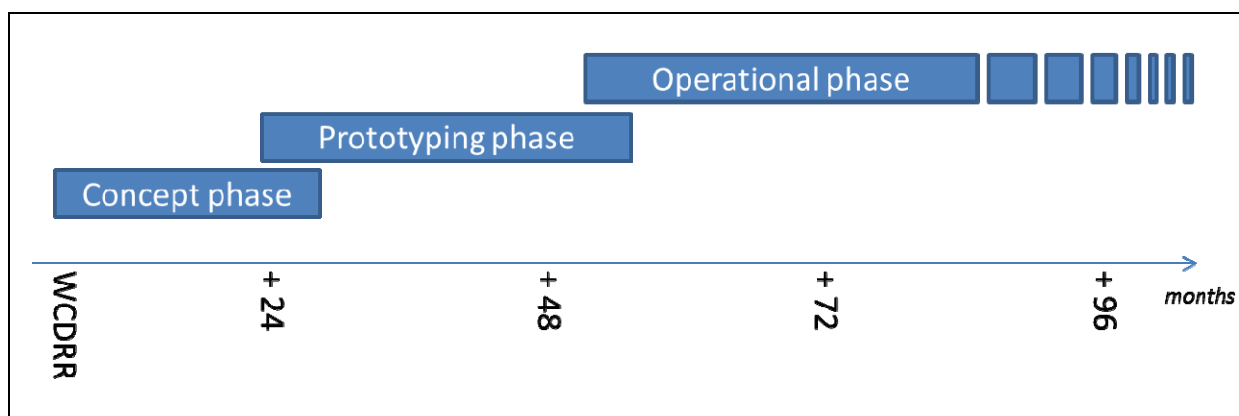 Operational phase
Prototyping phase
Concept phase
WCDRR
+ 24
+ 48
+ 72
+ 96
months